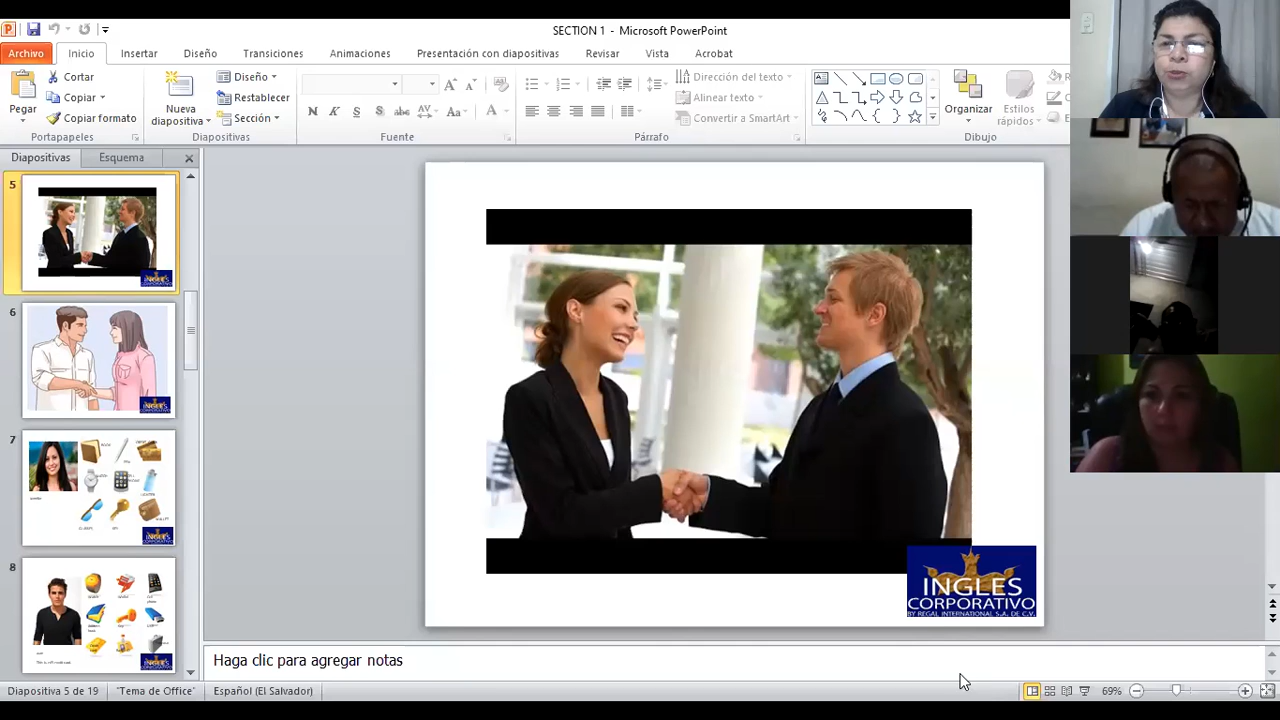 SECTION 1 - Microsoft PowerPoint
Archivo Inicio Insertar Diseño Transiciones Animaciones Presentación con diapositivas Revisar Vista Acrobat
Pegar
Cortar
Copiar
Copiar formato
Portapapeles
Nueva
diapositiva
Diseño
Restablecer
Sección
Diapositivas
N K S abc AV Aa A
Fuente
Dirección del texto
Alinear texto
Convertir a SmartArt
Párrafo
Organizar
Estilos
rápidos
Dibujo
Diapositivas Esquema
5
6
7
8
INGLES
CORPORATIVO
BY REGAL INTERNATIONAL S.A. DE C.V.
Haga clic para agregar notas
Diapositiva 5 de 19 "Tema de Office" Español (El Salvador) 69%